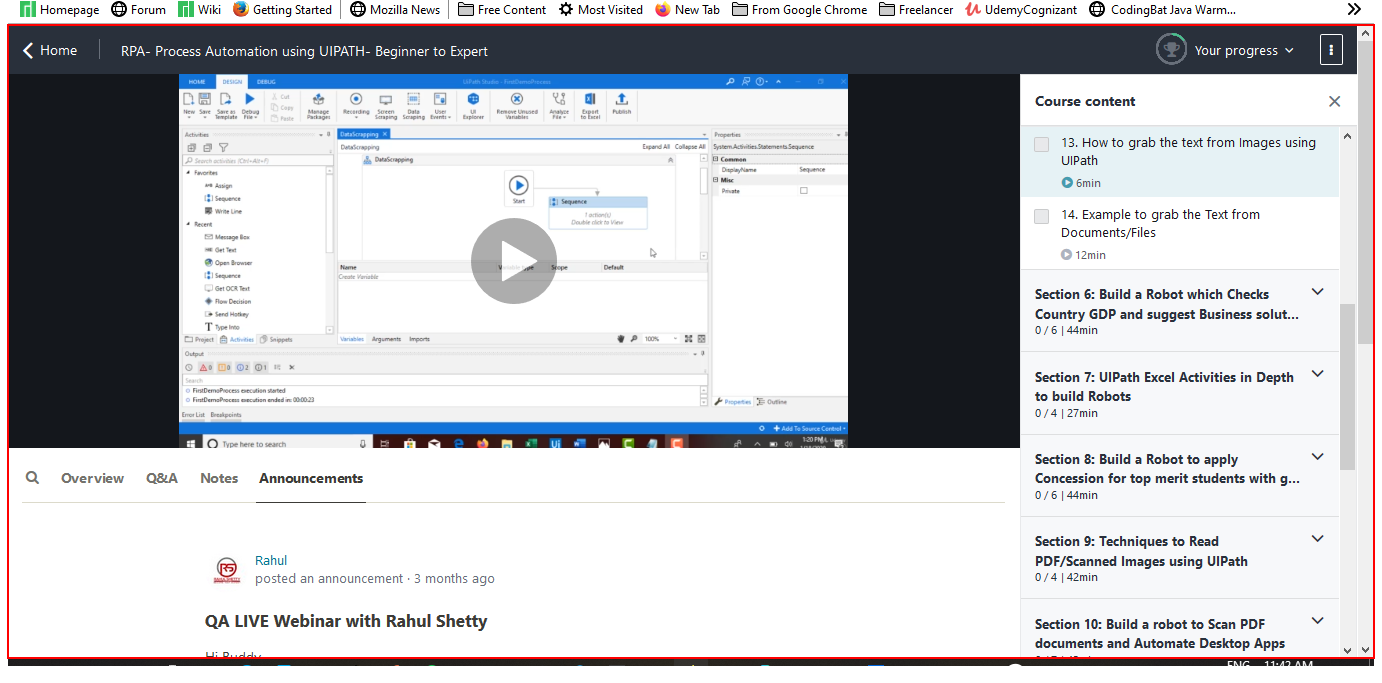 Homepage Forum Wiki Getting Started Mozilla News Free Content Most Visited New Tab From Google Chrome Freelancer UdemyCognizant CodingBat Java Warm...
Home RPA- Process Automation using UIPATH- Beginner to Expert Your progress
HOME DESIGN DEBUG UiPath Studio - FirstDemoProcess
New Save Save as Template Debug File Cut Copy Paste Manage Packages Recording Screen Scraping Data Scraping User Events UI Explorer Remove Unused Variables Analyze File Export to Excel Publish
Activities
Search activities (Ctrl+Alt+F)
Favorites
Assign
Sequence
Write Line
Recent
Message Box
Get Text
Open Browser
Sequence
Get OCR Text
Flow Decision
Send Hotkey
Type Into
Project Activities Snippets
DataScrapping
DataScrapping Expand All Collapse All
DataScrapping
Start
Sequence
1 action(s)
Double click to View
Name Variable type Scope Default
Create Variable
Variables Arguments Imports 100%
Properties
System.Activities.Statements.Sequence
Common
DisplayName Sequence
Misc
Private
Properties Outline
Output
0 0 2 1
Search
FirstDemoProcess execution started
FirstDemoProcess execution ended in: 00:00:23
Error List Breakpoints
Add To Source Control
Type here to search
1:20 PM
Overview Q&A Notes Announcements
Rahul
posted an announcement · 3 months ago
QA LIVE Webinar with Rahul Shetty
Hi Buddy
Course content
13. How to grab the text from Images using
UIPath
6min
14. Example to grab the Text from
Documents/Files
12min
Section 6: Build a Robot which Checks
Country GDP and suggest Business solut...
0 / 6 | 44min
Section 7: UIPath Excel Activities in Depth
to build Robots
0 / 4 | 27min
Section 8: Build a Robot to apply
Concession for top merit students with g...
0 / 6 | 44min
Section 9: Techniques to Read
PDF/Scanned Images using UIPath
0 / 4 | 42min
Section 10: Build a robot to Scan PDF
documents and Automate Desktop Apps
ENG 11:42 AM